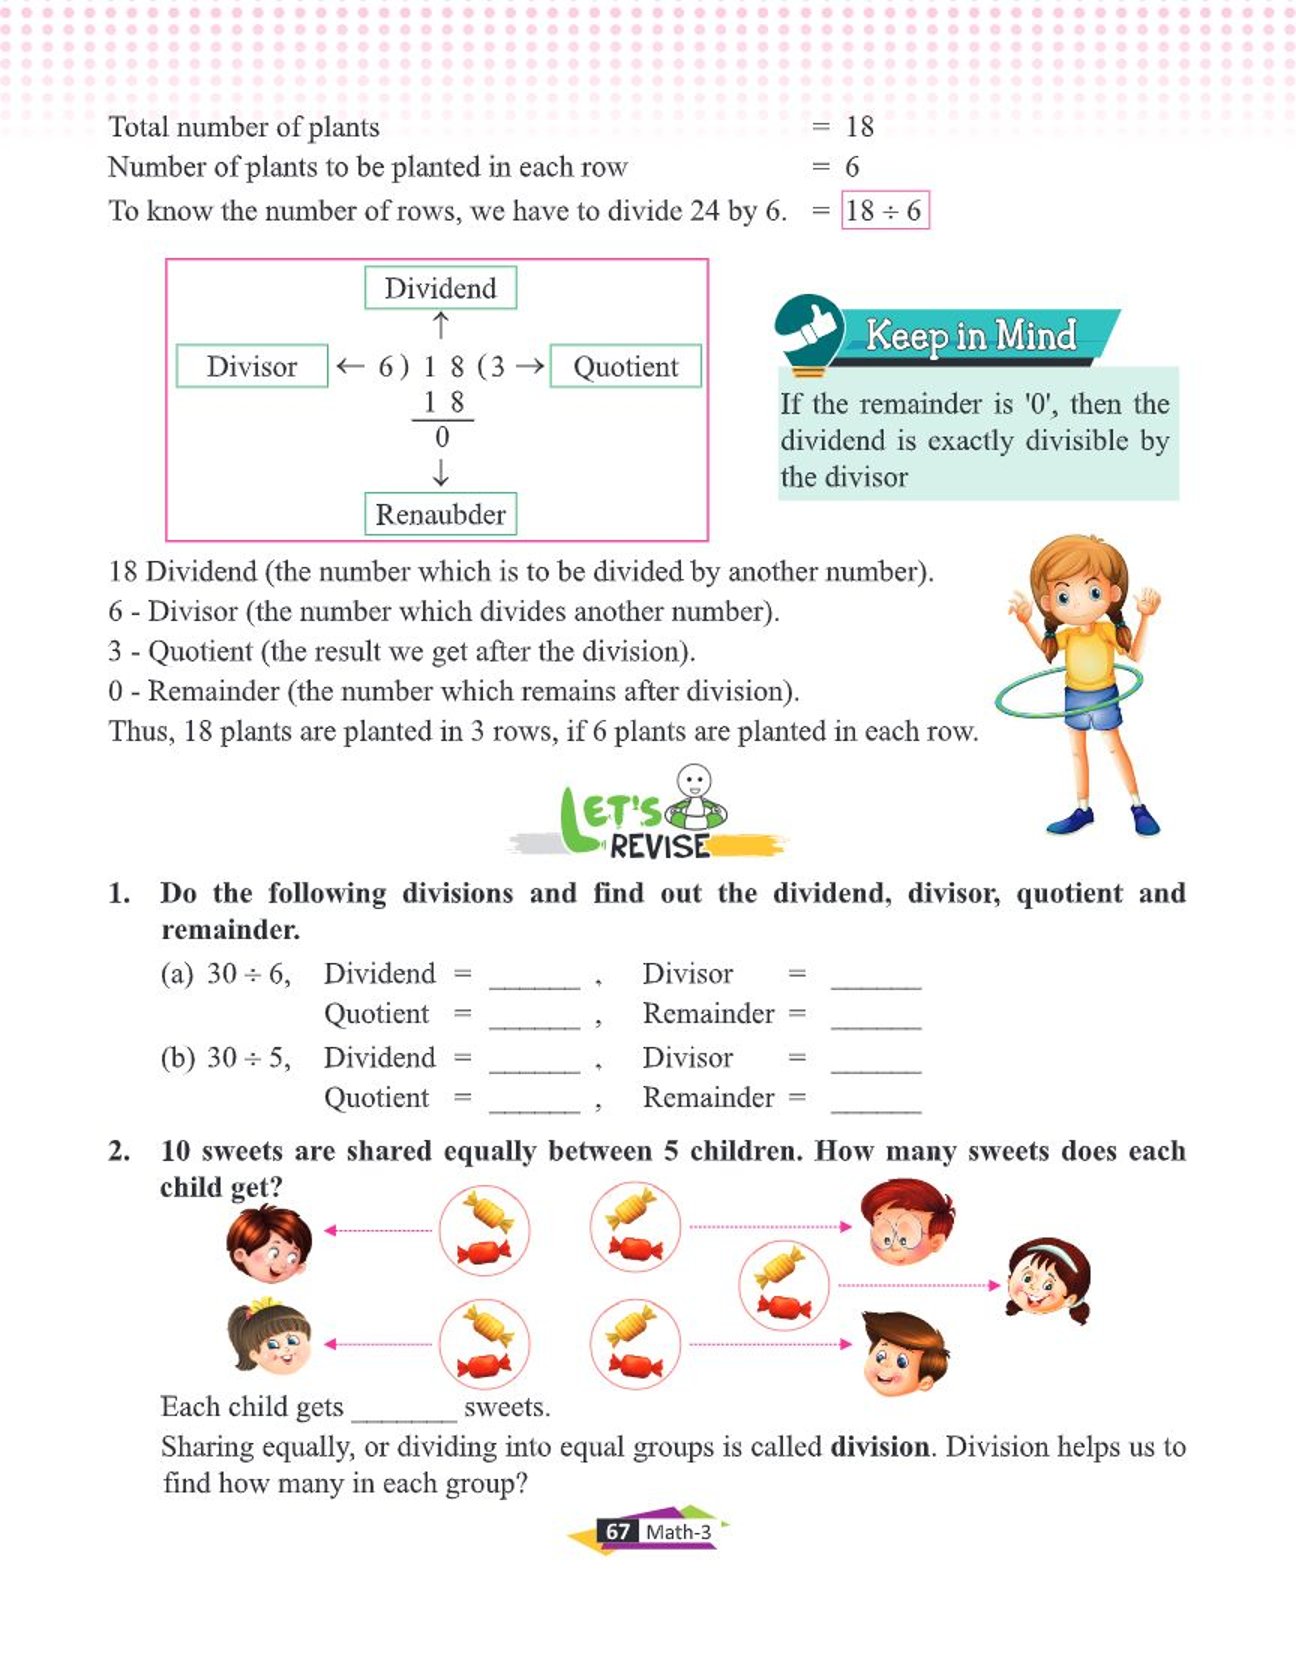 Total number of plants = 18
Number of plants to be planted in each row = 6
To know the number of rows, we have to divide 24 by 6. = 18 ÷ 6
Dividend
↑
Divisor ← 6 ) 1 8 ( 3 → Quotient
1 8
0
↓
Renaubder
Keep in Mind
If the remainder is '0', then the
dividend is exactly divisible by
the divisor
18 Dividend (the number which is to be divided by another number).
6 - Divisor (the number which divides another number).
3 - Quotient (the result we get after the division).
0 - Remainder (the number which remains after division).
Thus, 18 plants are planted in 3 rows, if 6 plants are planted in each row.
LET'S
REVISE
1. Do the following divisions and find out the dividend, divisor, quotient and
remainder.
(a) 30 ÷ 6, Dividend = ______ , Divisor = ______
Quotient = ______ , Remainder = ______
(b) 30 ÷ 5, Dividend = ______ , Divisor = ______
Quotient = ______ , Remainder = ______
2. 10 sweets are shared equally between 5 children. How many sweets does each
child get?
Each child gets _______ sweets.
Sharing equally, or dividing into equal groups is called division. Division helps us to
find how many in each group?
67 Math-3